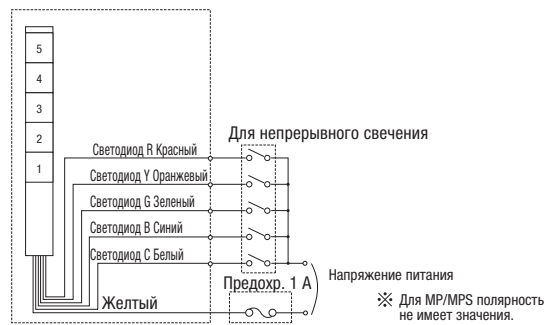 5
4
3
2
1
Для непрерывного свечения
Светодиод R Красный
Светодиод Y Оранжевый
Светодиод G Зеленый
Светодиод B Синий
Светодиод C Белый
Предохр. 1 А
Желтый
Напряжение питания
※ Для MP/MPS полярность
не имеет значения.